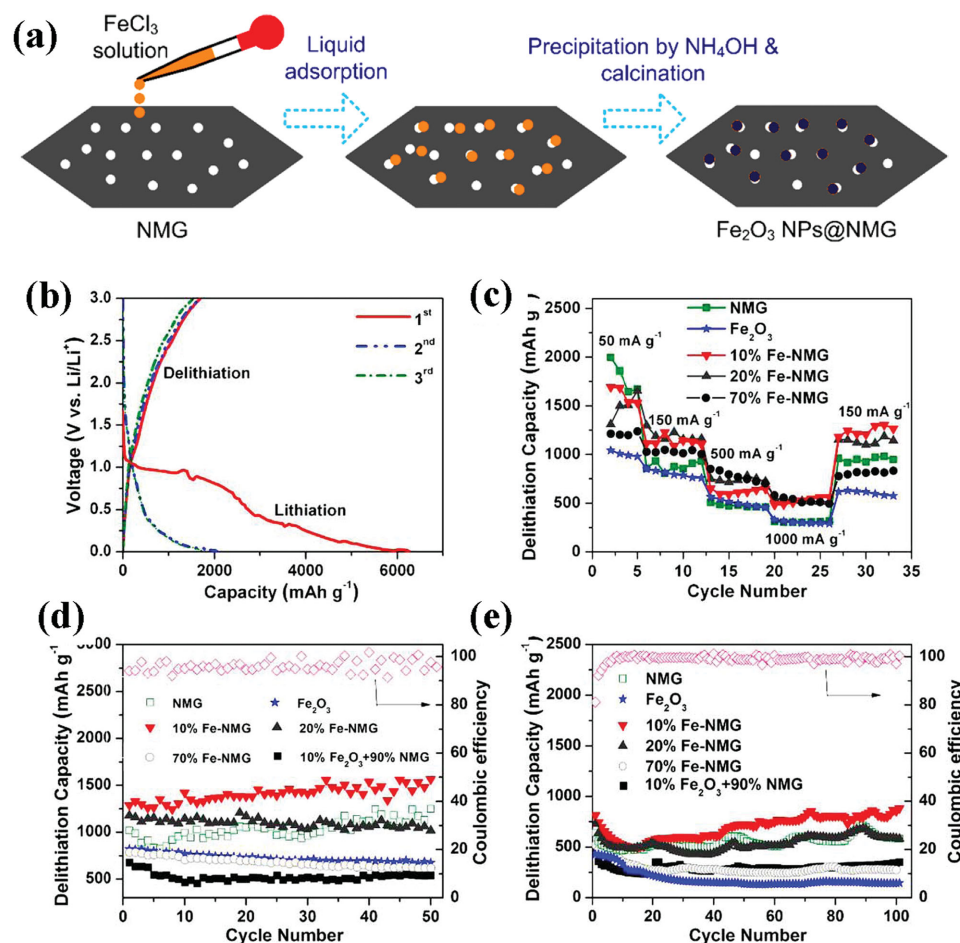 (a)
FeCl₃
solution
Liquid
adsorption
Precipitation by NH₄OH &
calcination
NMG
Fe₂O₃ NPs@NMG
(b)
3.0
2.5
2.0
1.5
1.0
0.5
0.0
Voltage (V vs. Li/Li⁺)
1ˢᵗ
2ⁿᵈ
3ʳᵈ
Delithiation
Lithiation
0 2000 4000 6000
Capacity (mAh g⁻¹)
(c)
2500
2000
1500
1000
500
0
Delithiation Capacity (mAh g⁻¹)
NMG
Fe₂O₃
10% Fe-NMG
20% Fe-NMG
70% Fe-NMG
50 mA g⁻¹
150 mA g⁻¹
500 mA g⁻¹
1000 mA g⁻¹
150 mA g⁻¹
0 5 10 15 20 25 30 35
Cycle Number
(d)
3000
2750
2500
1500
1000
500
Delithiation Capacity (mAh g⁻¹)
NMG Fe₂O₃
10% Fe-NMG 20% Fe-NMG
70% Fe-NMG 10% Fe₂O₃+90% NMG
100
80
60
40
20
0
Coulombic efficiency
0 10 20 30 40 50
Cycle Number
(e)
2500
2250
2000
1500
1000
500
0
Delithiation Capacity (mAh g⁻¹)
NMG
Fe₂O₃
10% Fe-NMG
20% Fe-NMG
70% Fe-NMG
10% Fe₂O₃+90% NMG
100
80
60
40
20
0
Coulombic efficiency
0 20 40 60 80 100
Cycle Number